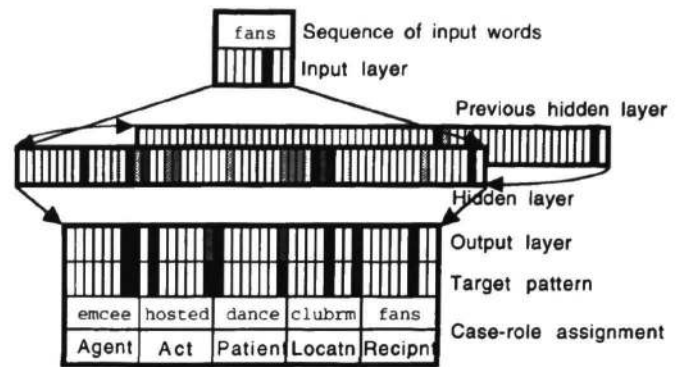 fans Sequence of input words
Input layer
Previous hidden layer
Hidden layer
Output layer
Target pattern
emcee hosted dance clubrm fans
Case-role assignment
Agent Act Patient Locatn Recipnt